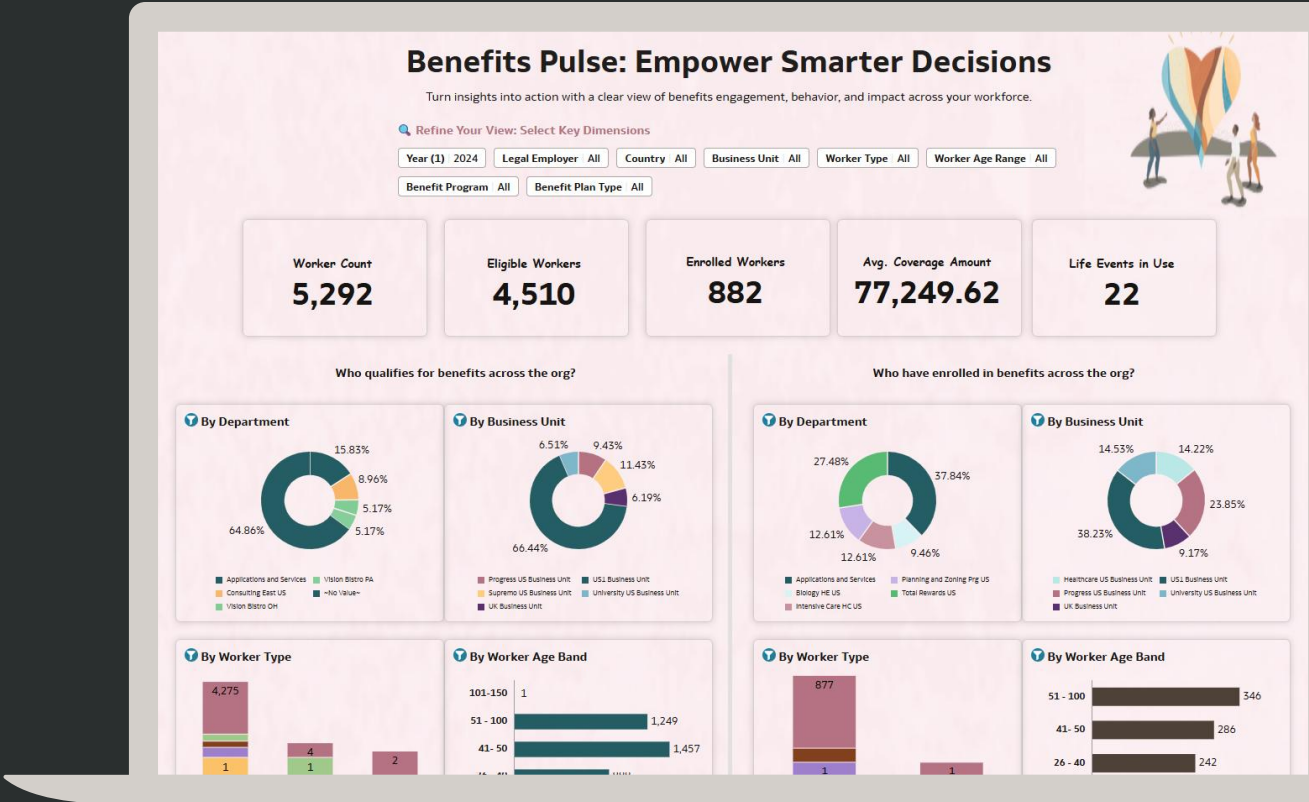 Benefits Pulse: Empower Smarter Decisions
Turn insights into action with a clear view of benefits engagement, behavior, and impact across your workforce.
Refine Your View: Select Key Dimensions
Year (1) 2024 Legal Employer All Country All Business Unit All Worker Type All Worker Age Range All
Benefit Program All Benefit Plan Type All
Worker Count
5,292
Eligible Workers
4,510
Enrolled Workers
882
Avg. Coverage Amount
77,249.62
Life Events in Use
22
Who qualifies for benefits across the org?
By Department
15.83%
8.96%
5.17%
5.17%
64.86%
Applications and Services Vision Bistro PA
Consulting East US ~No Value~
Vision Bistro OH
By Business Unit
6.51% 9.43%
11.43%
6.19%
66.44%
Progress US Business Unit US1 Business Unit
Supremo US Business Unit University US Business Unit
UK Business Unit
Who have enrolled in benefits across the org?
By Department
27.48%
37.84%
12.61%
12.61%
9.46%
Applications and Services Planning and Zoning Prg US
Biology HE US Total Rewards US
Intensive Care HC US
By Business Unit
14.53% 14.22%
23.85%
38.23%
9.17%
Healthcare US Business Unit US1 Business Unit
Progress US Business Unit University US Business Unit
UK Business Unit
By Worker Type
4,275
4
2
1
1
By Worker Age Band
101-150 1
51 - 100 1,249
41- 50 1,457
By Worker Type
877
1
1
By Worker Age Band
51 - 100 346
41- 50 286
26 - 40 242